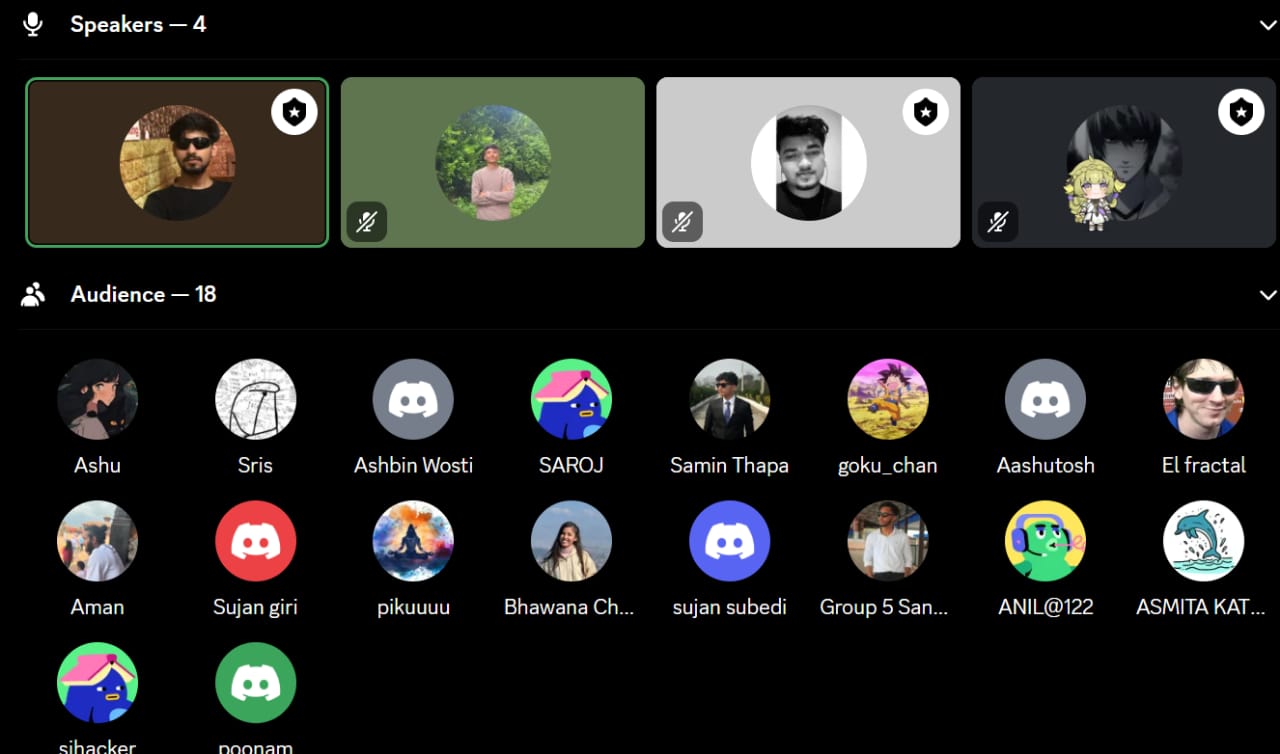 Speakers — 4
Audience — 18
Ashu Sris Ashbin Wosti SAROJ Samin Thapa goku_chan Aashutosh El fractal
Aman Sujan giri pikuuuu Bhawana Ch... sujan subedi Group 5 San... ANIL@122 ASMITA KAT...
sihacker poonam